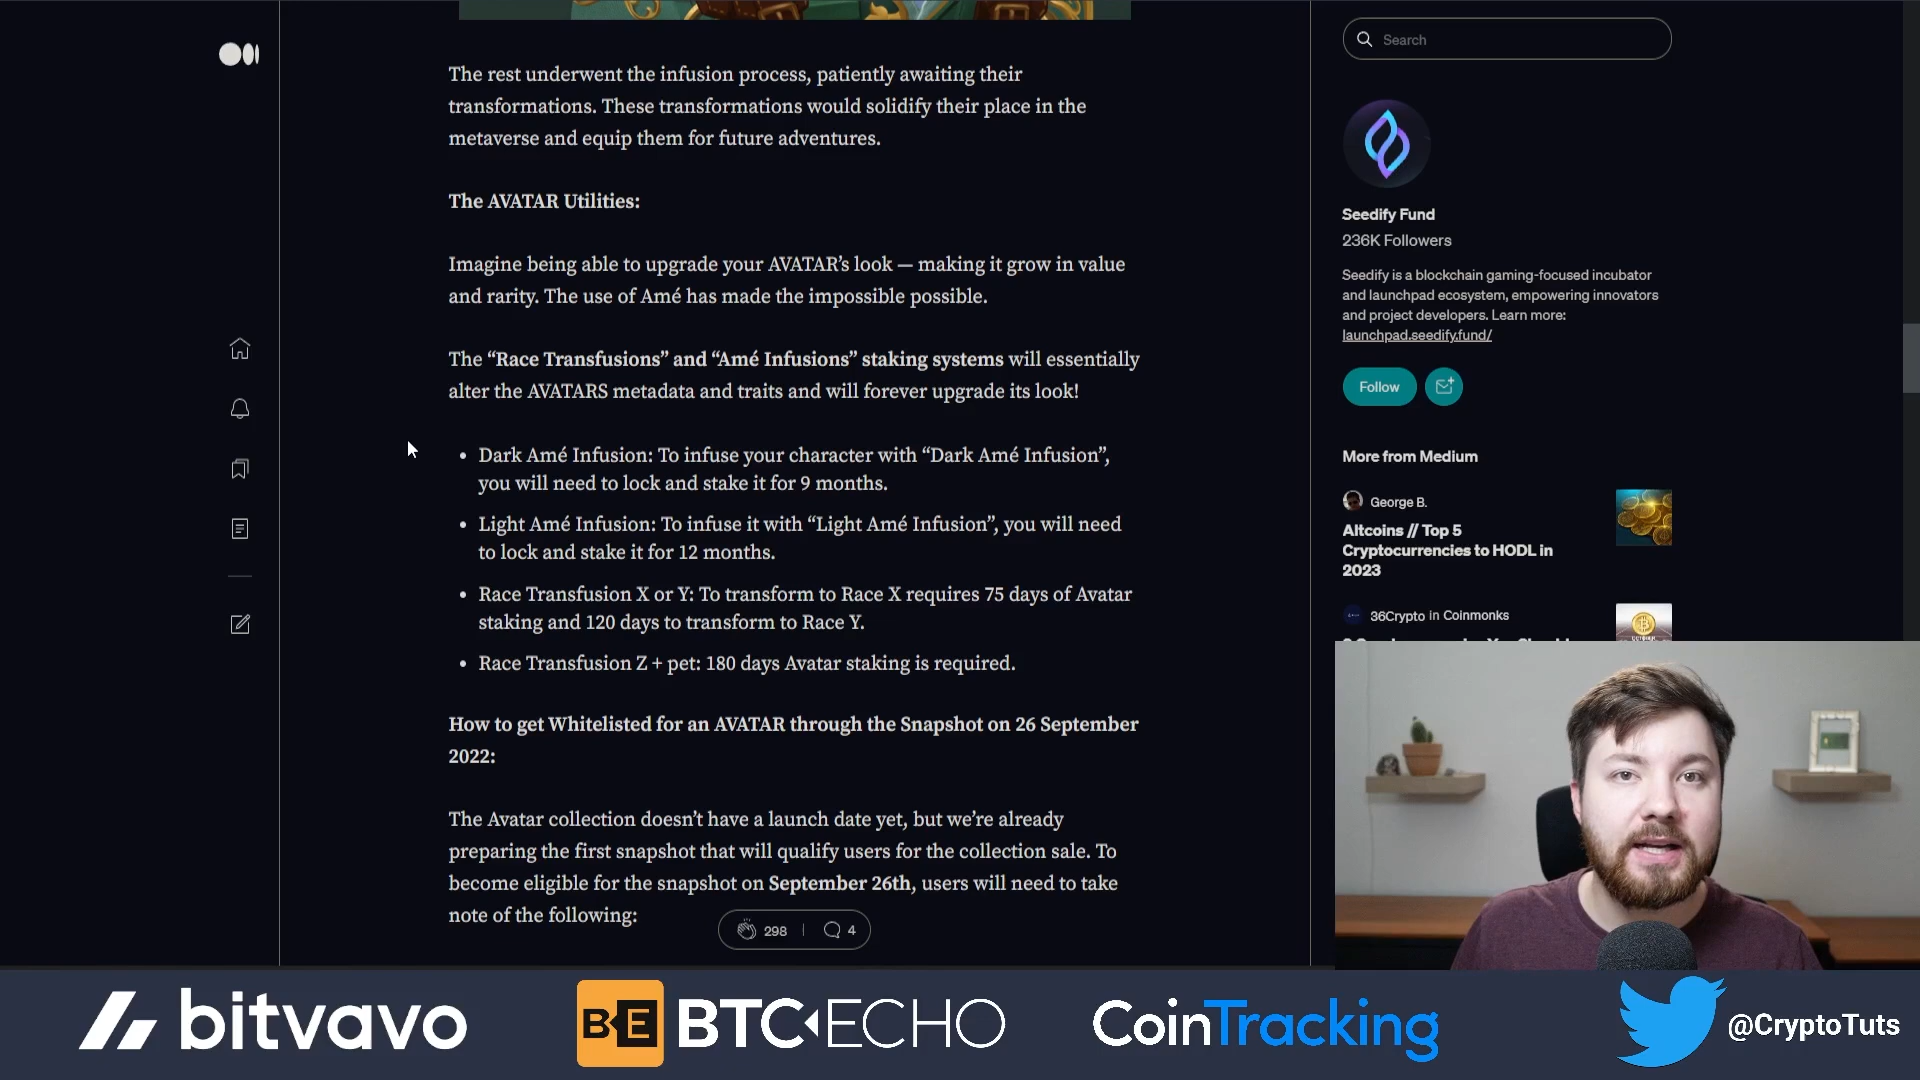 The rest underwent the infusion process, patiently awaiting their
transformations. These transformations would solidify their place in the
metaverse and equip them for future adventures.
The AVATAR Utilities:
Imagine being able to upgrade your AVATAR’s look — making it grow in value
and rarity. The use of Amé has made the impossible possible.
The “Race Transfusions” and “Amé Infusions” staking systems will essentially
alter the AVATARS metadata and traits and will forever upgrade its look!
• Dark Amé Infusion: To infuse your character with “Dark Amé Infusion”,
you will need to lock and stake it for 9 months.
• Light Amé Infusion: To infuse it with “Light Amé Infusion”, you will need
to lock and stake it for 12 months.
• Race Transfusion X or Y: To transform to Race X requires 75 days of Avatar
staking and 120 days to transform to Race Y.
• Race Transfusion Z + pet: 180 days Avatar staking is required.
How to get Whitelisted for an AVATAR through the Snapshot on 26 September
2022:
The Avatar collection doesn’t have a launch date yet, but we’re already
preparing the first snapshot that will qualify users for the collection sale. To
become eligible for the snapshot on September 26th, users will need to take
note of the following:
298 | 4
Search
Seedify Fund
236K Followers
Seedify is a blockchain gaming-focused incubator
and launchpad ecosystem, empowering innovators
and project developers. Learn more:
launchpad.seedify.fund/
Follow
More from Medium
George B.
Altcoins // Top 5
Cryptocurrencies to HODL in
2023
36Crypto in Coinmonks
bitvavo
BE BTC ECHO
CoinTracking
@CryptoTuts